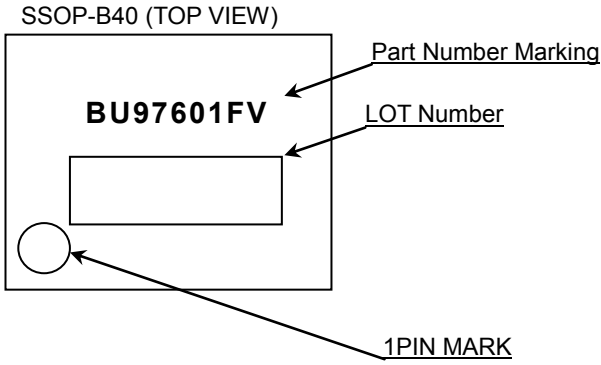 SSOP-B40 (TOP VIEW)
Part Number Marking
BU97601FV
LOT Number
1PIN MARK